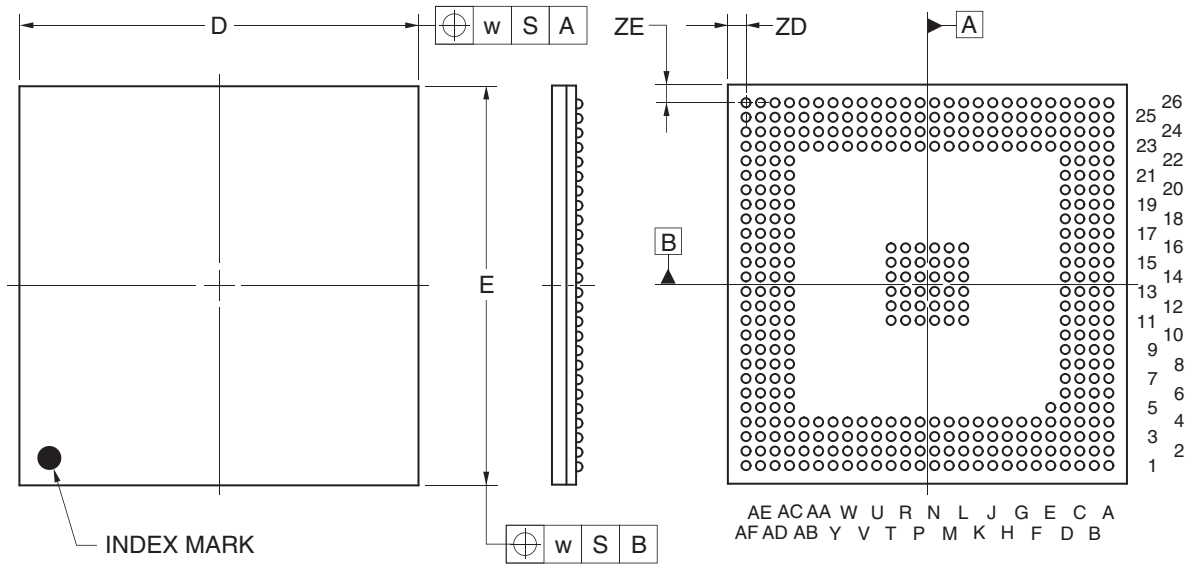 D
w S A
ZE
ZD
A
26
25
24
23
22
21
20
19
18
17
16
15
14
13
12
11
10
9
8
7
6
5
4
3
2
1
B
E
AE AC AA W U R N L J G E C A
AF AD AB Y V T P M K H F D B
INDEX MARK
w S B